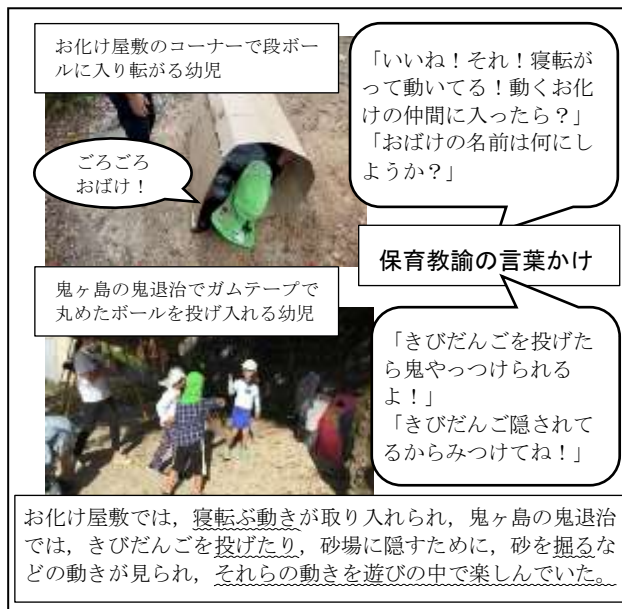 お化け屋敷のコーナーで段ボー
ルに入り転がる幼児
「いいね！それ！寝転が
って動いてる！動くお化
けの仲間に入ったら？」
「おばけの名前は何にし
ようか？」
ごろごろ
おばけ！
保育教諭の言葉かけ
鬼ヶ島の鬼退治でガムテープで
丸めたボールを投げ入れる幼児
「きびだんごを投げた
ら鬼やっつけられる
よ！」
「きびだんご隠されて
るからみつけてね！」
お化け屋敷では，寝転ぶ動きが取り入れられ，鬼ヶ島の鬼退治
では，きびだんごを投げたり，砂場に隠すために，砂を掘るな
どの動きが見られ，それらの動きを遊びの中で楽しんでいた。